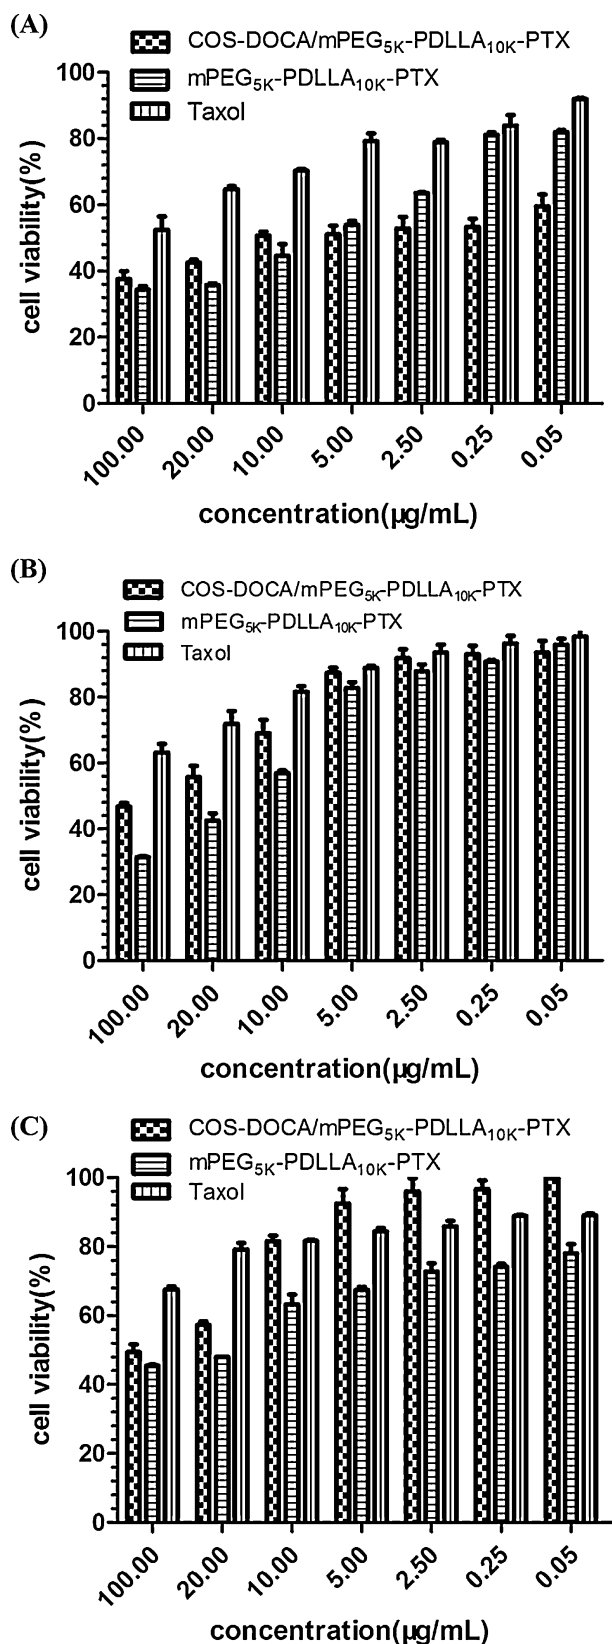 (A)
COS-DOCA/mPEG5K-PDLLA10K-PTX
mPEG5K-PDLLA10K-PTX
Taxol
100
80
60
40
20
0
cell viability(%)
100.00 20.00 10.00 5.00 2.50 0.25 0.05
concentration(μg/mL)
(B)
COS-DOCA/mPEG5K-PDLLA10K-PTX
mPEG5K-PDLLA10K-PTX
Taxol
100
80
60
40
20
0
cell viability(%)
100.00 20.00 10.00 5.00 2.50 0.25 0.05
concentration(μg/mL)
(C)
COS-DOCA/mPEG5K-PDLLA10K-PTX
mPEG5K-PDLLA10K-PTX
Taxol
100
80
60
40
20
0
cell viability(%)
100.00 20.00 10.00 5.00 2.50 0.25 0.05
concentration(μg/mL)